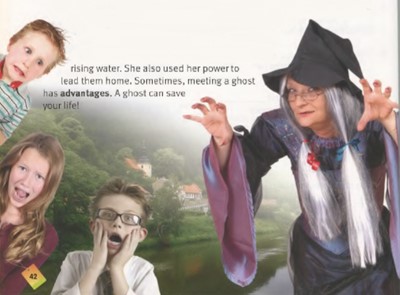 rising water. She also used her power to
lead them home. Sometimes, meeting a ghost
has advantages. A ghost can save
your life!
42